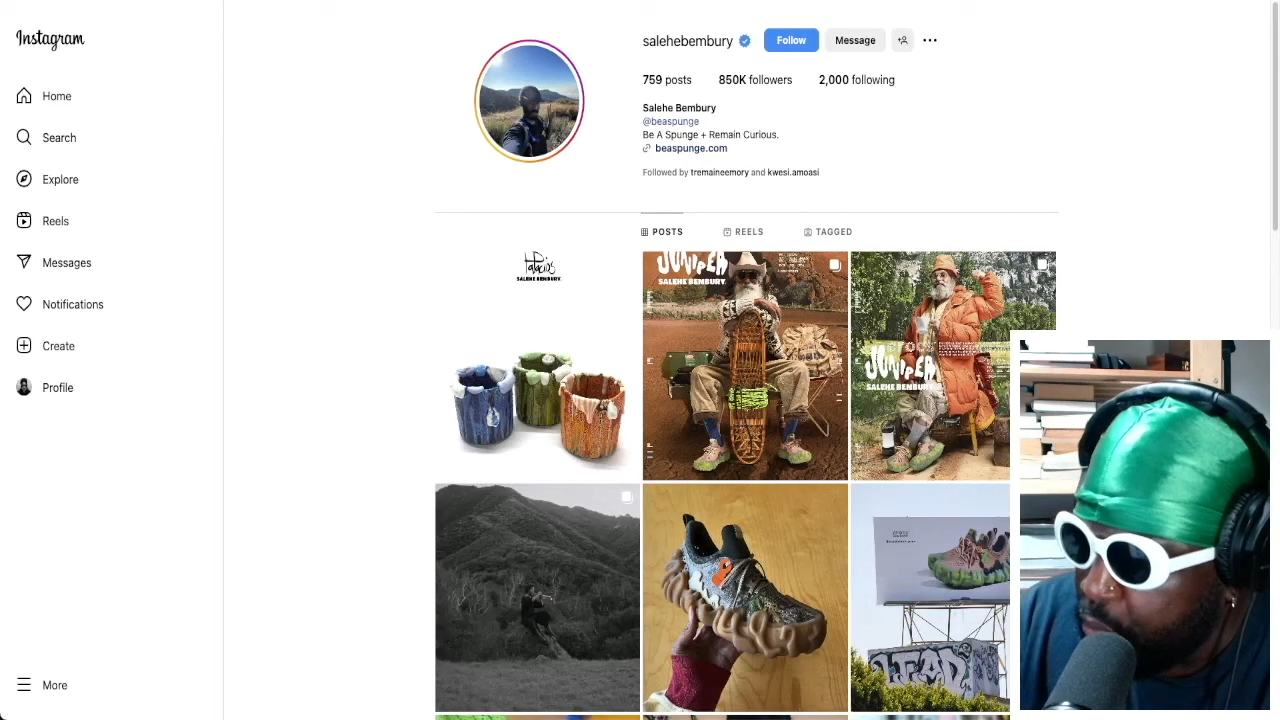 Instagram
Home
Search
Explore
Reels
Messages
Notifications
Create
Profile
More
salehebembury
Follow
Message
759 posts
850K followers
2,000 following
Salehe Bembury
@beaspunge
Be A Spunge + Remain Curious.
beaspunge.com
Followed by tremaineemory and kwesi.amoasi
POSTS
REELS
TAGGED
SALEHE BEMBURY.
JUNIPER
SALEHE BEMBURY.
JUNIPER
SALEHE BEMBURY.